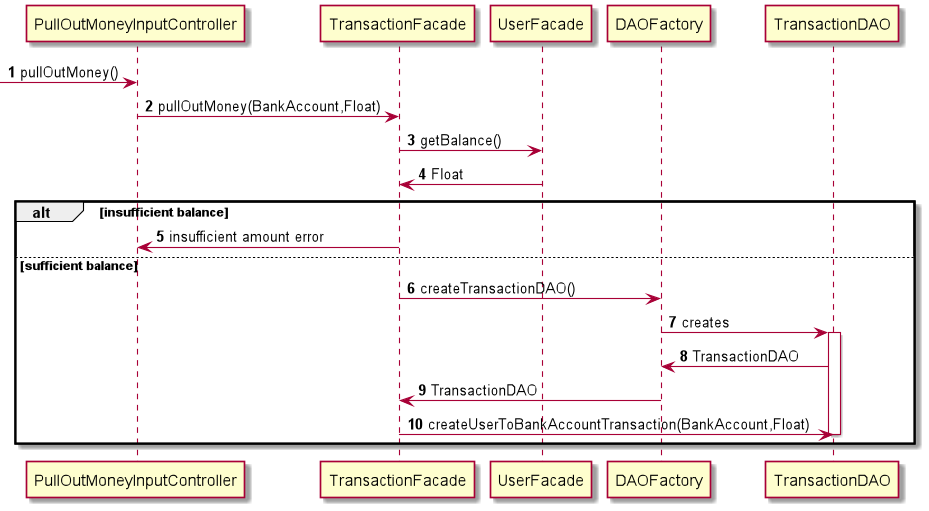 PullOutMoneyInputController TransactionFacade UserFacade DAOFactory TransactionDAO
1 pullOutMoney()
2 pullOutMoney(BankAccount,Float)
3 getBalance()
4 Float
alt [insufficient balance]
5 insufficient amount error
[sufficient balance]
6 createTransactionDAO()
7 creates
8 TransactionDAO
9 TransactionDAO
10 createUserToBankAccountTransaction(BankAccount,Float)
PullOutMoneyInputController TransactionFacade UserFacade DAOFactory TransactionDAO